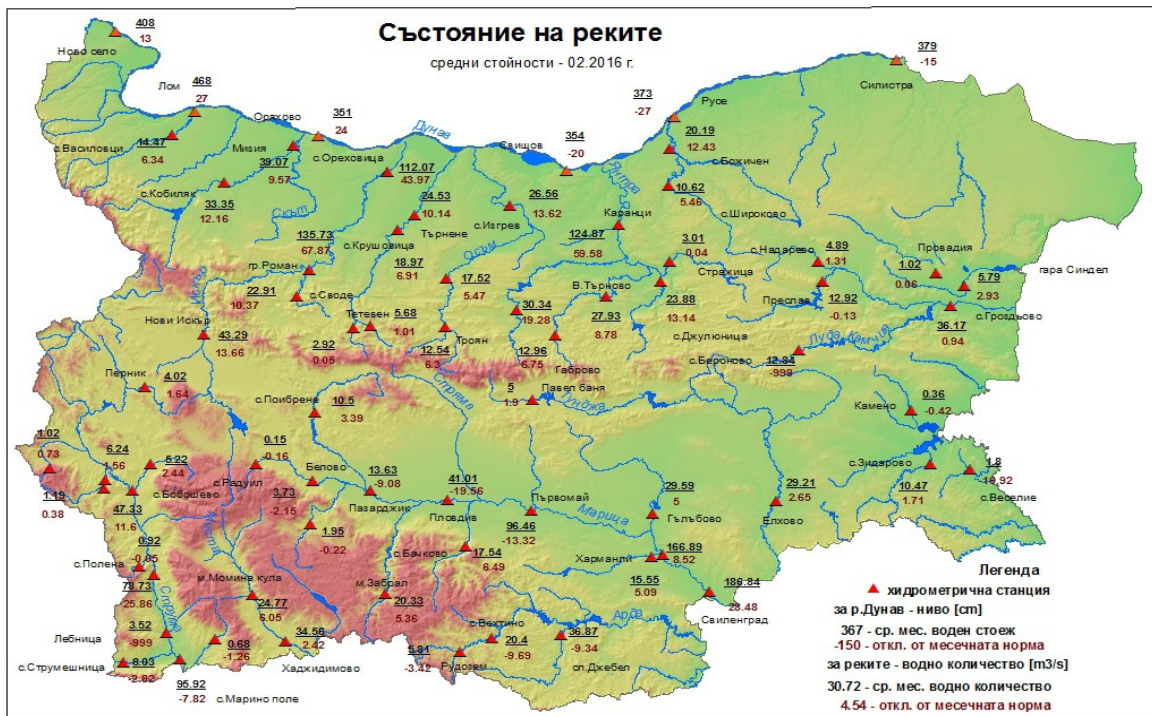 Състояние на реките
средни стойности - 02.2016 г.
408
13
Ново село
379
-15
Силистра
468
27
Лом
351
24
Оряхово
Дунав
373
-27
Русе
354
-20
Свищов
14.47
6.34
с.Василовци
Мизия
39.07
9.57
с.Ореховица
112.07
43.97
20.19
12.43
с.Божичен
Янтра
с.Кобиляк
33.35
12.16
Скът
24.53
10.14
Търнене
26.56
13.62
с.Изгрев
10.62
5.46
с.Широково
Каранци
124.87
59.58
135.73
67.87
с.Крушовица
18.97
6.91
Осъм
3.01
0.04
Стражица
с.Надарево
4.89
1.31
Провадия
1.02
0.06
гара Синдел
5.79
2.93
гр.Роман
Искър
22.91
10.37
с.Своде
17.52
5.47
В.Търново
27.93
8.78
23.88
13.14
с.Джулюница
Преслав
12.92
-0.13
с.Гроздьово
36.17
0.94
Нови Искър
43.29
13.66
Тетевен
5.68
1.01
2.92
0.05
Троян
12.54
6.3
30.34
19.28
12.96
6.75
Габрово
с.Бероново
12.84
-999
Луда Камчия
Перник
4.02
1.64
с.Поибрене
10.5
3.39
Стряма
5
1.9
Павел баня
Тунджа
Камено
0.36
-0.42
1.02
0.73
6.24
1.56
5.22
2.44
с.Бобошево
0.15
-0.16
с.Радуил
Белово
3.73
-2.15
13.63
-9.08
Пазарджик
41.01
-19.56
Пловдив
Първомай
96.46
-13.32
Марица
29.59
5
Гълъбово
29.21
2.65
Елхово
с.Зидарово
10.47
1.71
1.8
-10.92
с.Веселие
1.19
0.38
47.33
11.6
Места
1.95
-0.22
0.92
-0.05
с.Полена
78.73
25.86
Струма
м.Момина кула
24.77
6.05
м.Забрал
20.33
5.36
с.Бачково
17.54
6.49
Харманлй
166.89
8.52
15.55
5.09
186.84
28.48
Свиленград
Лебница
3.52
-999
0.68
-1.26
34.56
2.42
Хаджидимово
с.Струмешница
8.03
-2.82
95.92
-7.82
с.Марино поле
с.Вехтино
20.4
-9.69
5.81
-3.42
Рудозем
Арда
36.87
-9.34
сп.Джебел
Легенда
хидрометрична станция
за р.Дунав - ниво [cm]
367 - ср. мес. воден стоеж
-150 - откл. от месечната норма
за реките - водно количество [m3/s]
30.72 - ср. мес. водно количество
4.54 - откл. от месечната норма